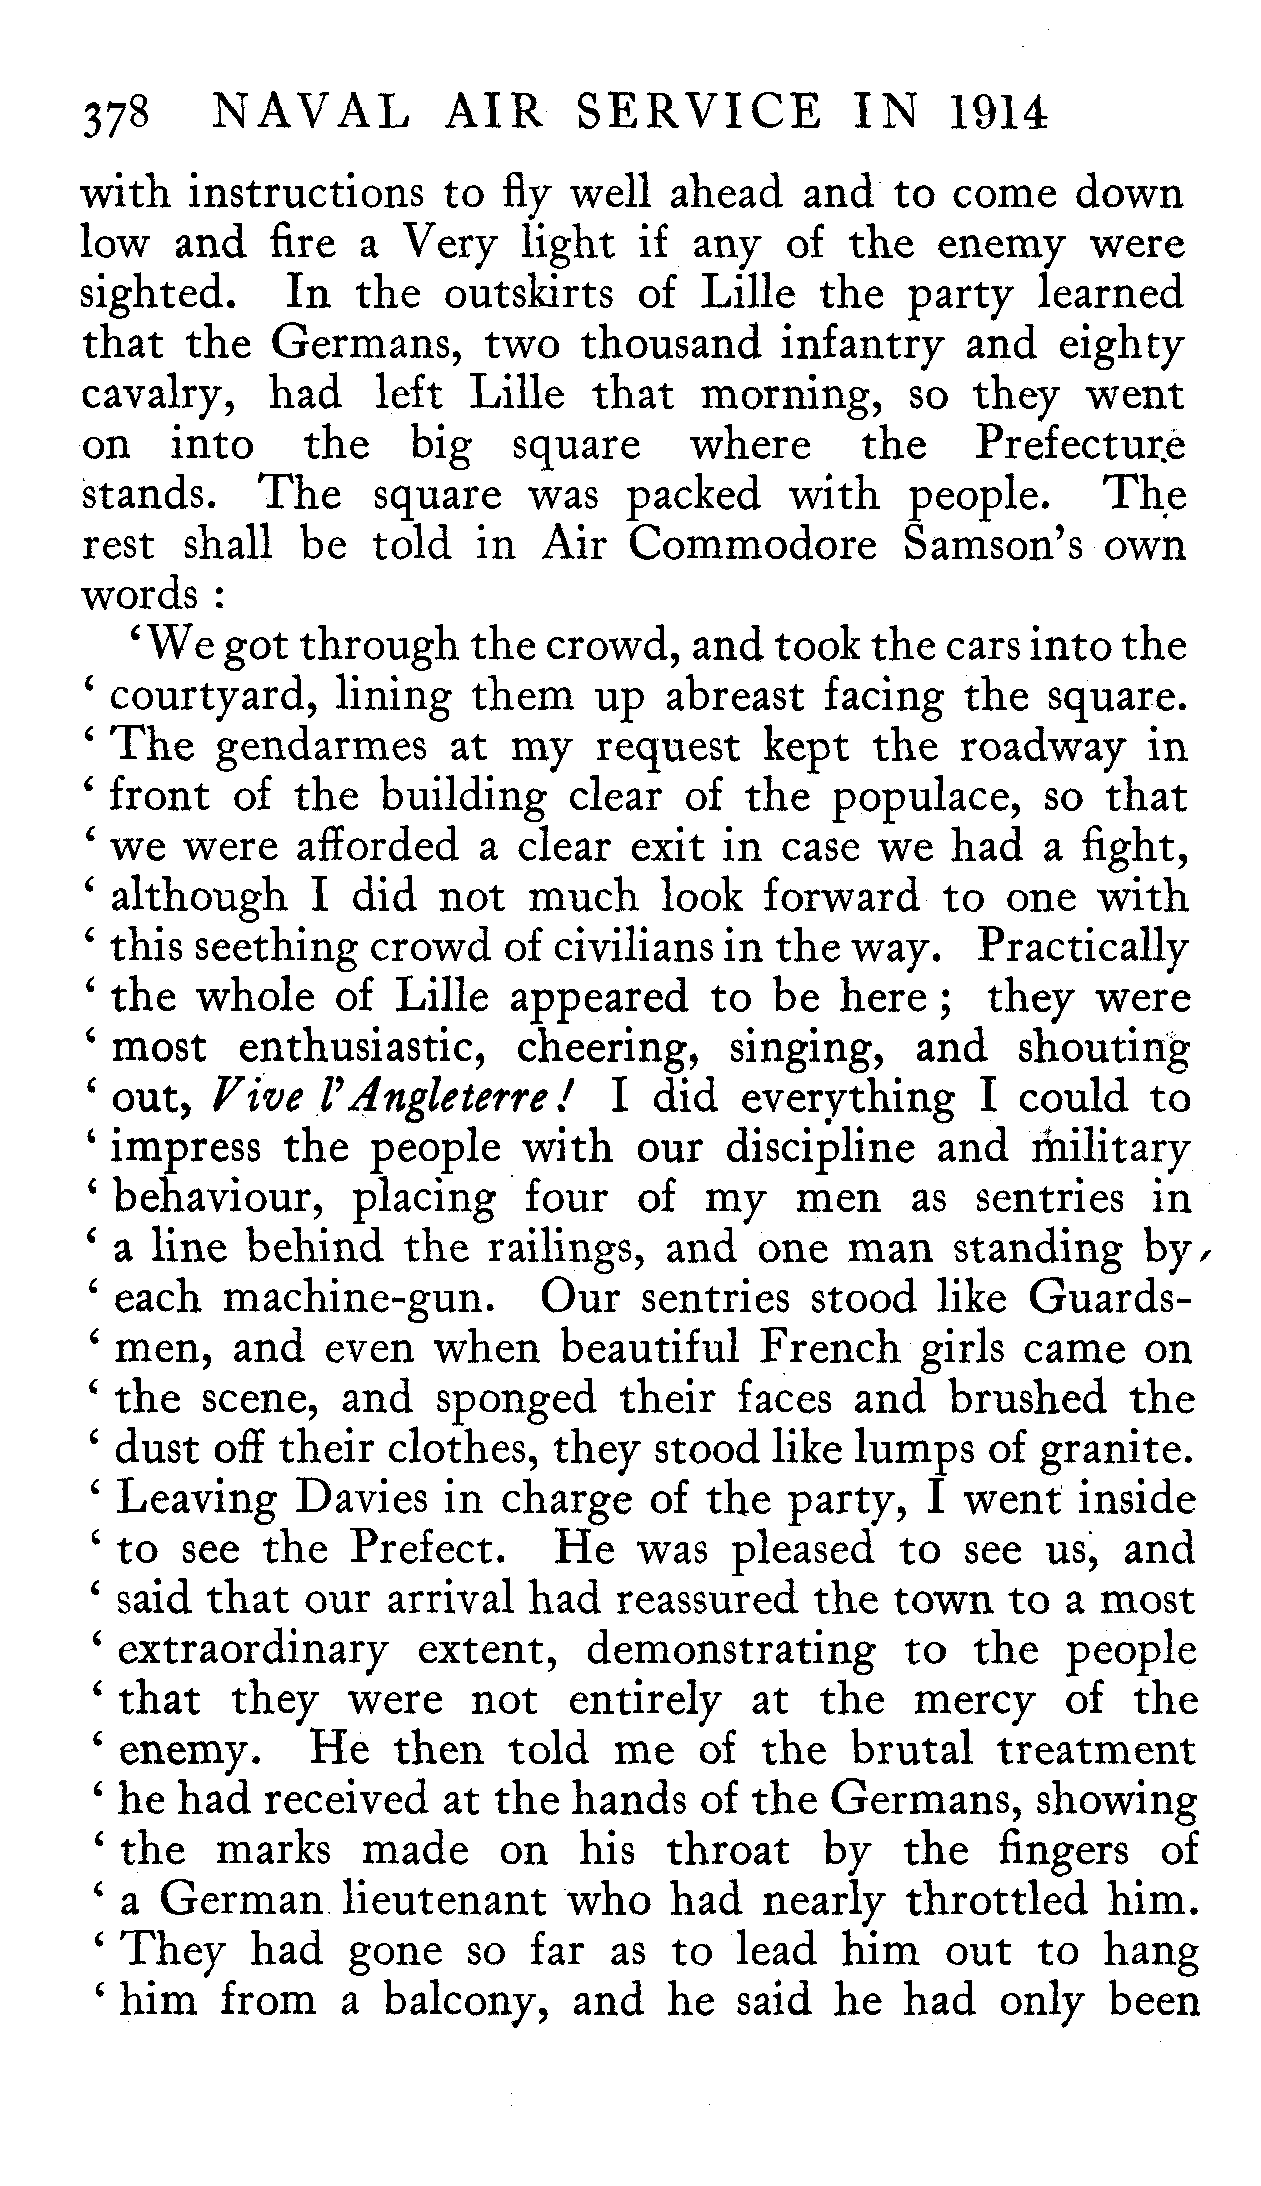 378 NAVAL AIR SERVICE IN 1914
with instructions to fly well ahead and to come down
low and fire a Very light if any of the enemy were
sighted. In the outskirts of Lille the party learned
that the Germans, two thousand infantry and eighty
cavalry, had left Lille that morning, so they went
on into the big square where the Prefecture
stands. The square was packed with people. The
rest shall be told in Air Commodore Samson's own
words :
‘We got through the crowd, and took the cars into the
‘ courtyard, lining them up abreast facing the square.
‘ The gendarmes at my request kept the roadway in
‘ front of the building clear of the populace, so that
‘ we were afforded a clear exit in case we had a fight,
‘ although I did not much look forward to one with
‘ this seething crowd of civilians in the way. Practically
‘ the whole of Lille appeared to be here ; they were
‘ most enthusiastic, cheering, singing, and shouting
‘ out, Vive l'Angleterre ! I did everything I could to
‘ impress the people with our discipline and military
‘ behaviour, placing four of my men as sentries in
‘ a line behind the railings, and one man standing by
‘ each machine-gun. Our sentries stood like Guards-
‘ men, and even when beautiful French girls came on
‘ the scene, and sponged their faces and brushed the
‘ dust off their clothes, they stood like lumps of granite.
‘ Leaving Davies in charge of the party, I went inside
‘ to see the Prefect. He was pleased to see us, and
‘ said that our arrival had reassured the town to a most
‘ extraordinary extent, demonstrating to the people
‘ that they were not entirely at the mercy of the
‘ enemy. He then told me of the brutal treatment
‘ he had received at the hands of the Germans, showing
‘ the marks made on his throat by the fingers of
‘ a German lieutenant who had nearly throttled him.
‘ They had gone so far as to lead him out to hang
‘ him from a balcony, and he said he had only been